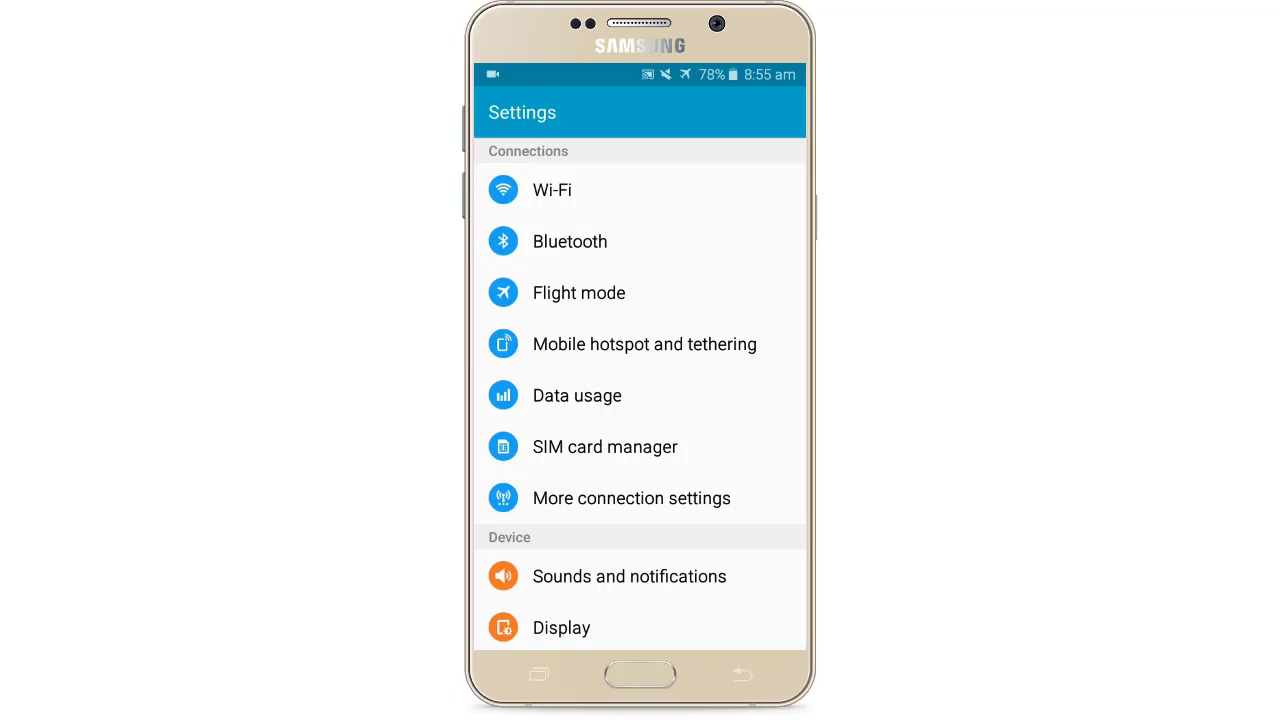 SAMSUNG
78% 8:55 am
Settings
Connections
Wi-Fi
Bluetooth
Flight mode
Mobile hotspot and tethering
Data usage
SIM card manager
More connection settings
Device
Sounds and notifications
Display